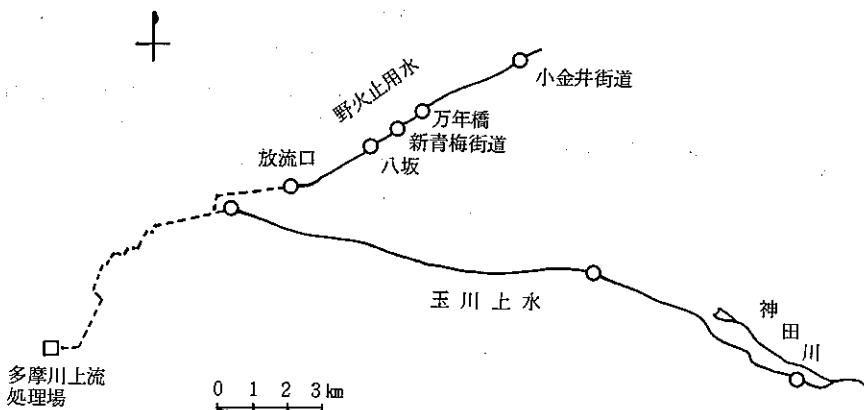 小金井街道
野火止用水
万年橋
新青梅街道
八坂
放流口
玉川上水
神田川
多摩川上流
処理場
0 1 2 3 km